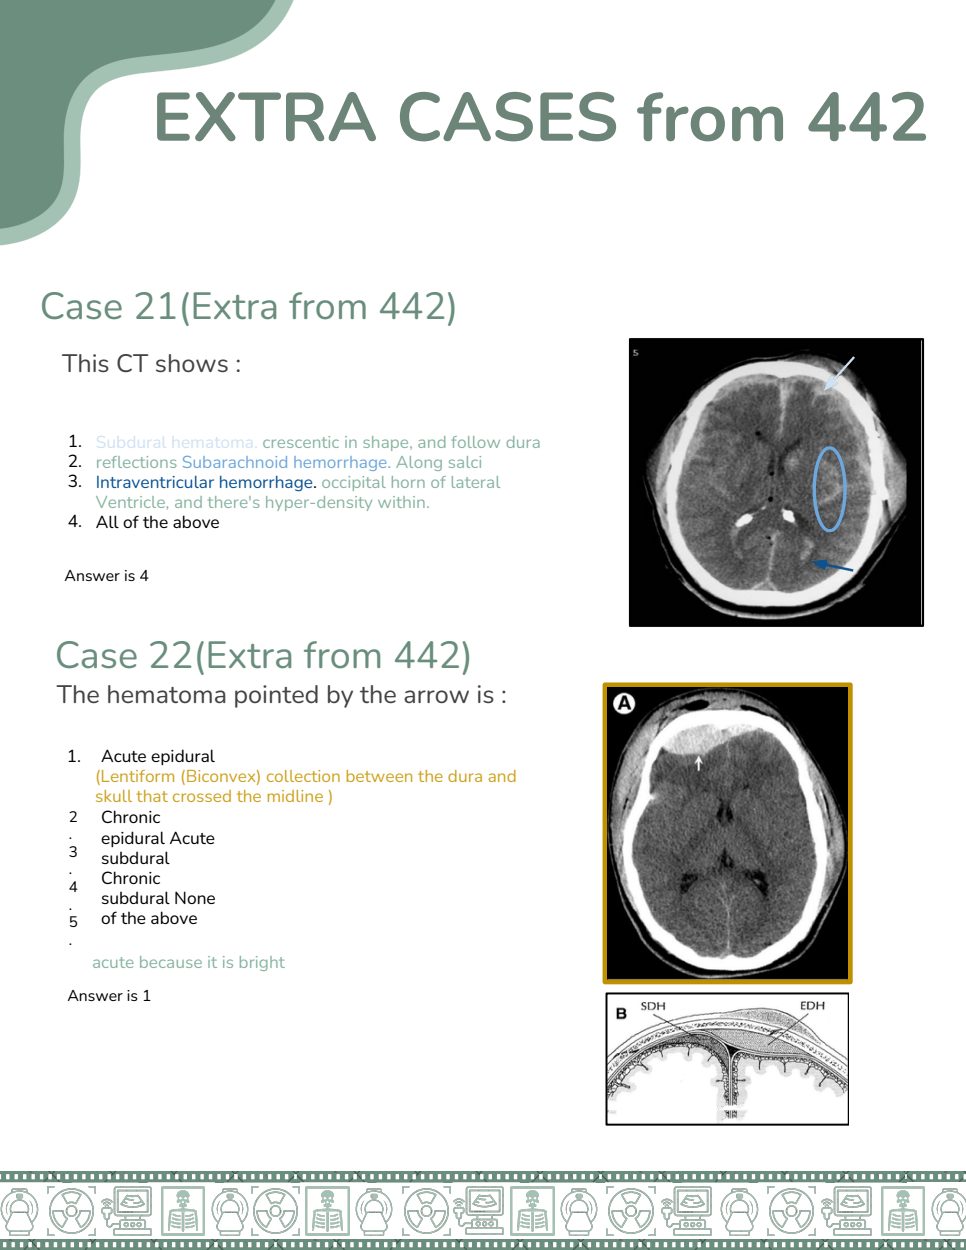 EXTRA CASES from 442
Case 21(Extra from 442)
This CT shows :
1. Subdural hematoma. crescentic in shape, and follow dura
2. reflections Subarachnoid hemorrhage. Along salci
3. Intraventricular hemorrhage. occipital horn of lateral
Ventricle, and there's hyper-density within.
4. All of the above
Answer is 4
5
Case 22(Extra from 442)
The hematoma pointed by the arrow is :
1. Acute epidural
(Lentiform (Biconvex) collection between the dura and
skull that crossed the midline )
2 Chronic
. epidural Acute
3 subdural
. Chronic
4 subdural None
. of the above
5
.
acute because it is bright
Answer is 1
A
B SDH EDH